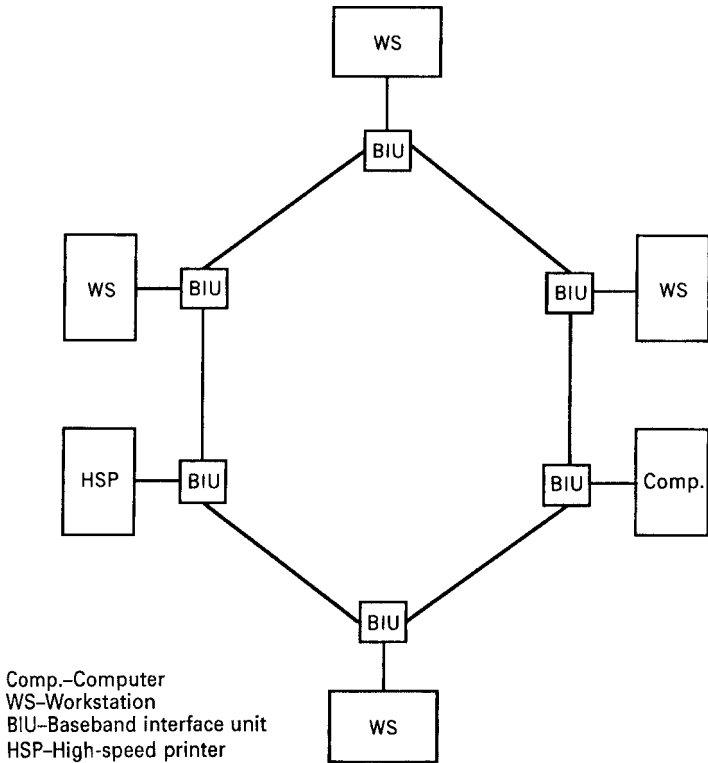 WS
BIU
WS
BIU
BIU
WS
HSP
BIU
BIU
Comp.
BIU
WS
Comp.–Computer
WS–Workstation
BIU–Baseband interface unit
HSP–High-speed printer